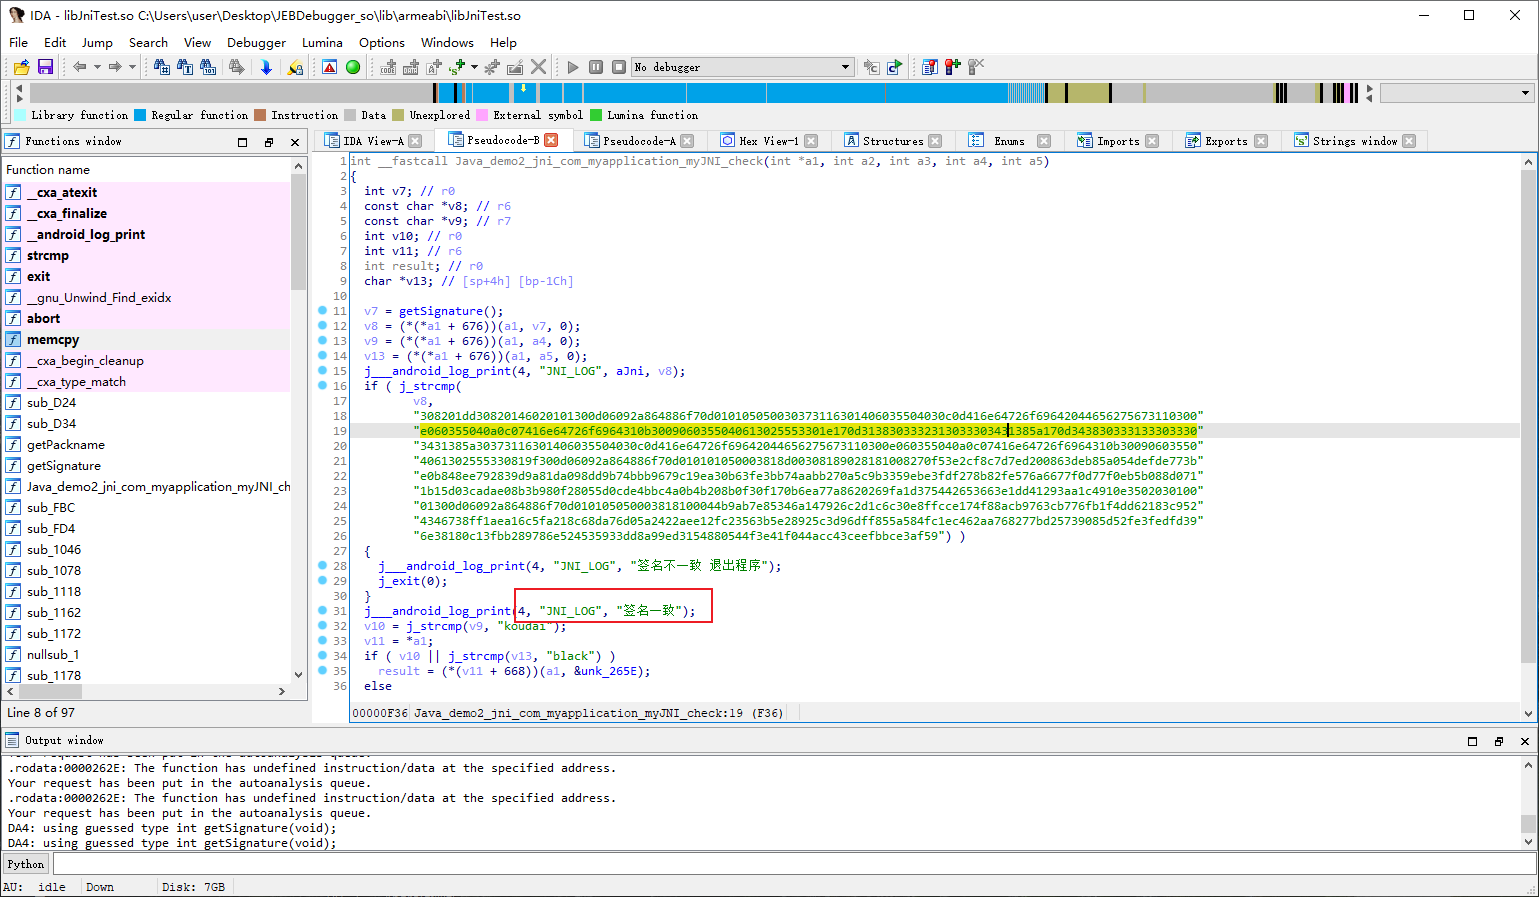 IDA - libJniTest.so C:\Users\user\Desktop\JEBDebugger_so\lib\armeabi\libJniTest.so
File Edit Jump Search View Debugger Lumina Options Windows Help
No debugger
Library function Regular function Instruction Data Unexplored External symbol Lumina function
Functions window
IDA View-A Pseudocode-B Pseudocode-A Hex View-1 Structures Enums Imports Exports Strings window
Function name
__cxa_atexit
__cxa_finalize
__android_log_print
strcmp
exit
__gnu_Unwind_Find_exidx
abort
memcpy
__cxa_begin_cleanup
__cxa_type_match
sub_D24
sub_D34
getPackname
getSignature
Java_demo2_jni_com_myapplication_myJNI_ch
sub_FBC
sub_FD4
sub_1046
sub_1078
sub_1118
sub_1162
sub_1172
nullsub_1
sub_1178
Line 8 of 97
1 int __fastcall Java_demo2_jni_com_myapplication_myJNI_check(int *a1, int a2, int a3, int a4, int a5)
2 {
3 int v7; // r0
4 const char *v8; // r6
5 const char *v9; // r7
6 int v10; // r0
7 int v11; // r6
8 int result; // r0
9 char *v13; // [sp+4h] [bp-1Ch]
10
11 v7 = getSignature();
12 v8 = (*(*a1 + 676))(a1, v7, 0);
13 v9 = (*(*a1 + 676))(a1, a4, 0);
14 v13 = (*(*a1 + 676))(a1, a5, 0);
15 j___android_log_print(4, "JNI_LOG", aJni, v8);
16 if ( j_strcmp(
17 v8,
18 "308201dd30820146020101300d06092a864886f70d010105050030373116301406035504030c0d416e64726f69642044656275673110300"
19 "e060355040a0c07416e64726f6964310b3009060355040613025553301e170d3138303332313033303431385a170d343830333133303330"
20 "3431385a30373116301406035504030c0d416e64726f69642044656275673110300e060355040a0c07416e64726f6964310b30090603550"
21 "4061302555330819f300d06092a864886f70d010101050003818d00308189028181008270f53e2cf8c7d7ed200863deb85a054defde773b"
22 "e0b848ee792839d9a81da098dd9b74bbb9679c19ea30b63fe3bb74aabb270a5c9b3359ebe3fdf278b82fe576a6677f0d77f0eb5b088d071"
23 "1b15d03cadae08b3b980f28055d0cde4bbc4a0b4b208b0f30f170b6ea77a8620269fa1d375442653663e1dd41293aa1c4910e3502030100"
24 "01300d06092a864886f70d01010505000381810044b9ab7e85346a147926c2d1c6c30e8ffcce174f88acb9763cb776fb1f4dd62183c952"
25 "4346738ff1aea16c5fa218c68da76d05a2422aee12fc23563b5e28925c3d96dff855a584fc1ec462aa768277bd25739085d52fe3fedfd39"
26 "6e38180c13fbb289786e524535933dd8a99ed3154880544f3e41f044acc43ceefbbce3af59") )
27 {
28 j___android_log_print(4, "JNI_LOG", "签名不一致 退出程序");
29 j_exit(0);
30 }
31 j___android_log_print(4, "JNI_LOG", "签名一致");
32 v10 = j_strcmp(v9, "koudai");
33 v11 = *a1;
34 if ( v10 || j_strcmp(v13, "black") )
35 result = (*(v11 + 668))(a1, &unk_265E);
36 else
00000F36 Java_demo2_jni_com_myapplication_myJNI_check:19 (F36)
Output window
.rodata:0000262E: The function has undefined instruction/data at the specified address.
Your request has been put in the autoanalysis queue.
.rodata:0000262E: The function has undefined instruction/data at the specified address.
Your request has been put in the autoanalysis queue.
DA4: using guessed type int getSignature(void);
DA4: using guessed type int getSignature(void);
Python
AU: idle Down Disk: 7GB